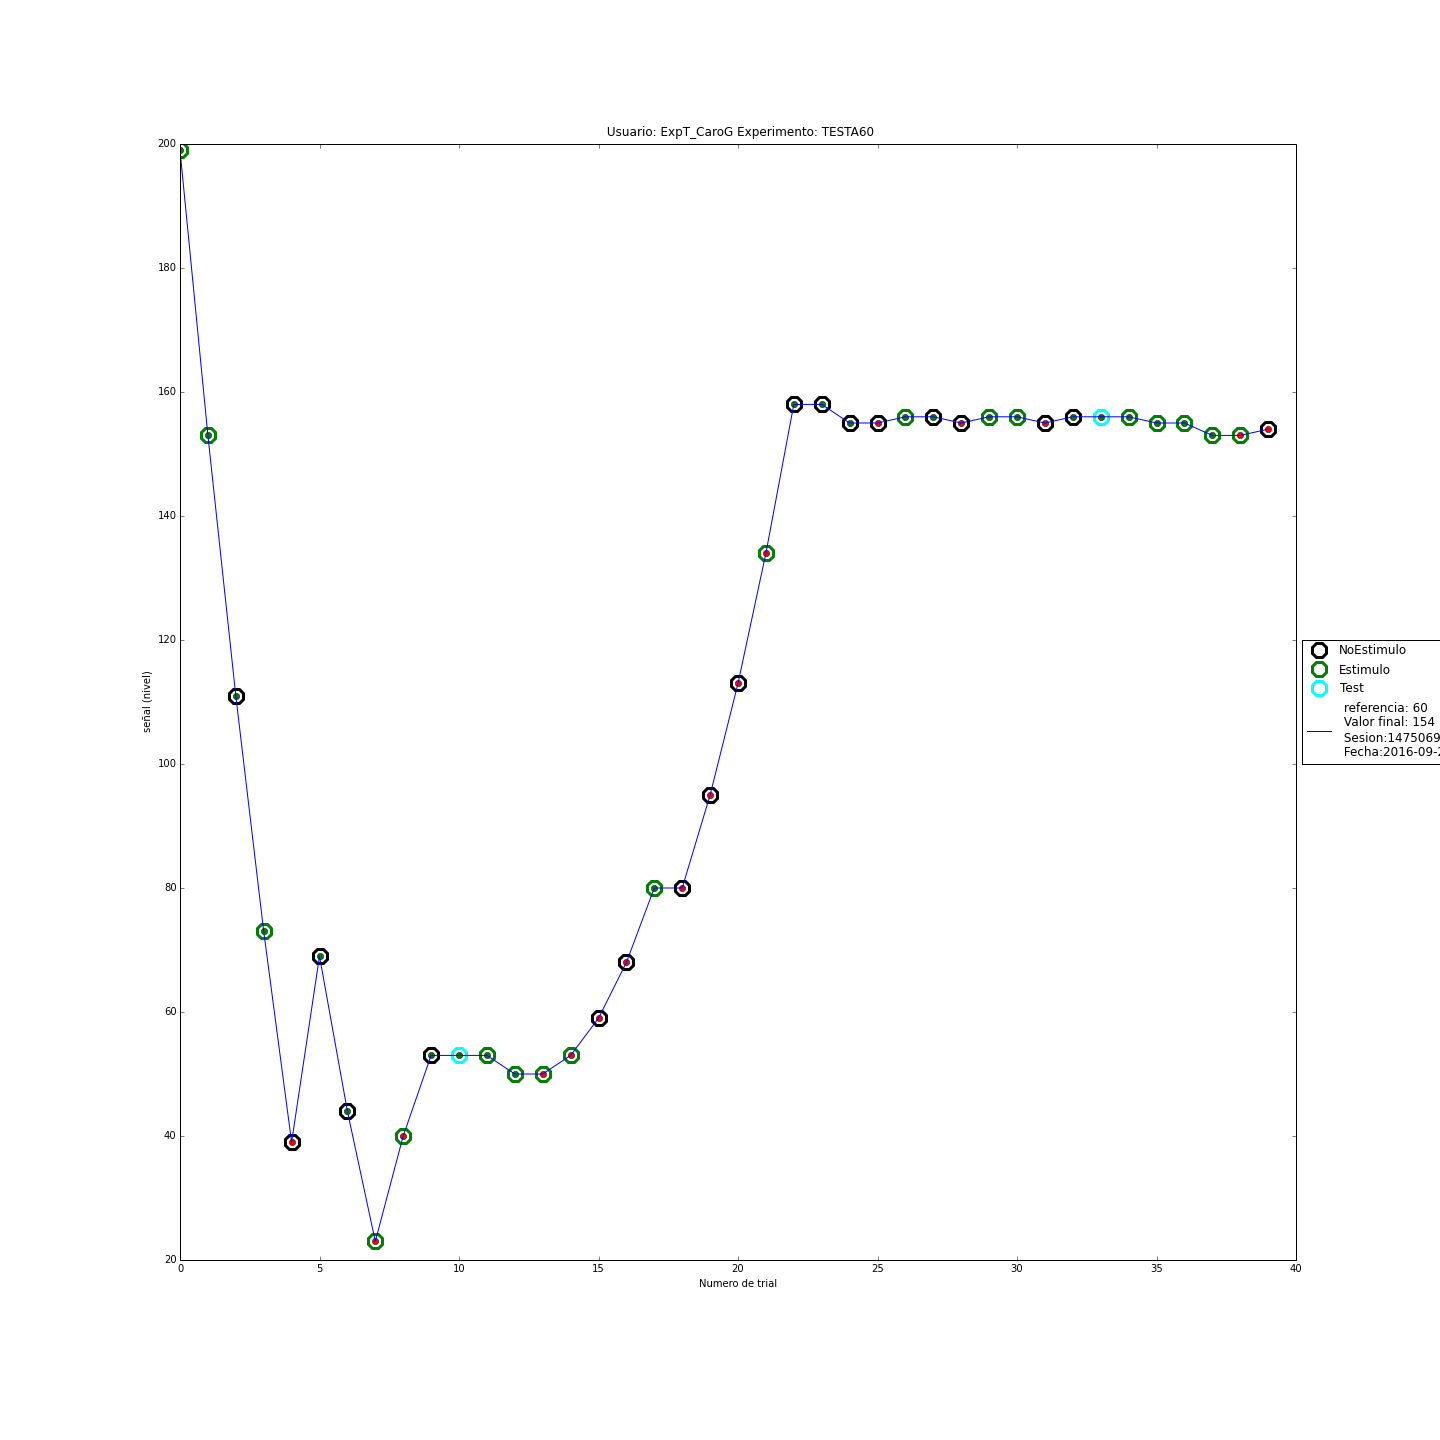 Usuario: ExpT_CaroG Experimento: TESTA60
200
180
160
140
120
100
80
60
40
20
señal (nivel)
0
5
10
15
20
25
30
35
40
Numero de trial
NoEstimulo
Estimulo
Test
referencia: 60
Valor final: 154
Sesion:1475069
Fecha:2016-09-2